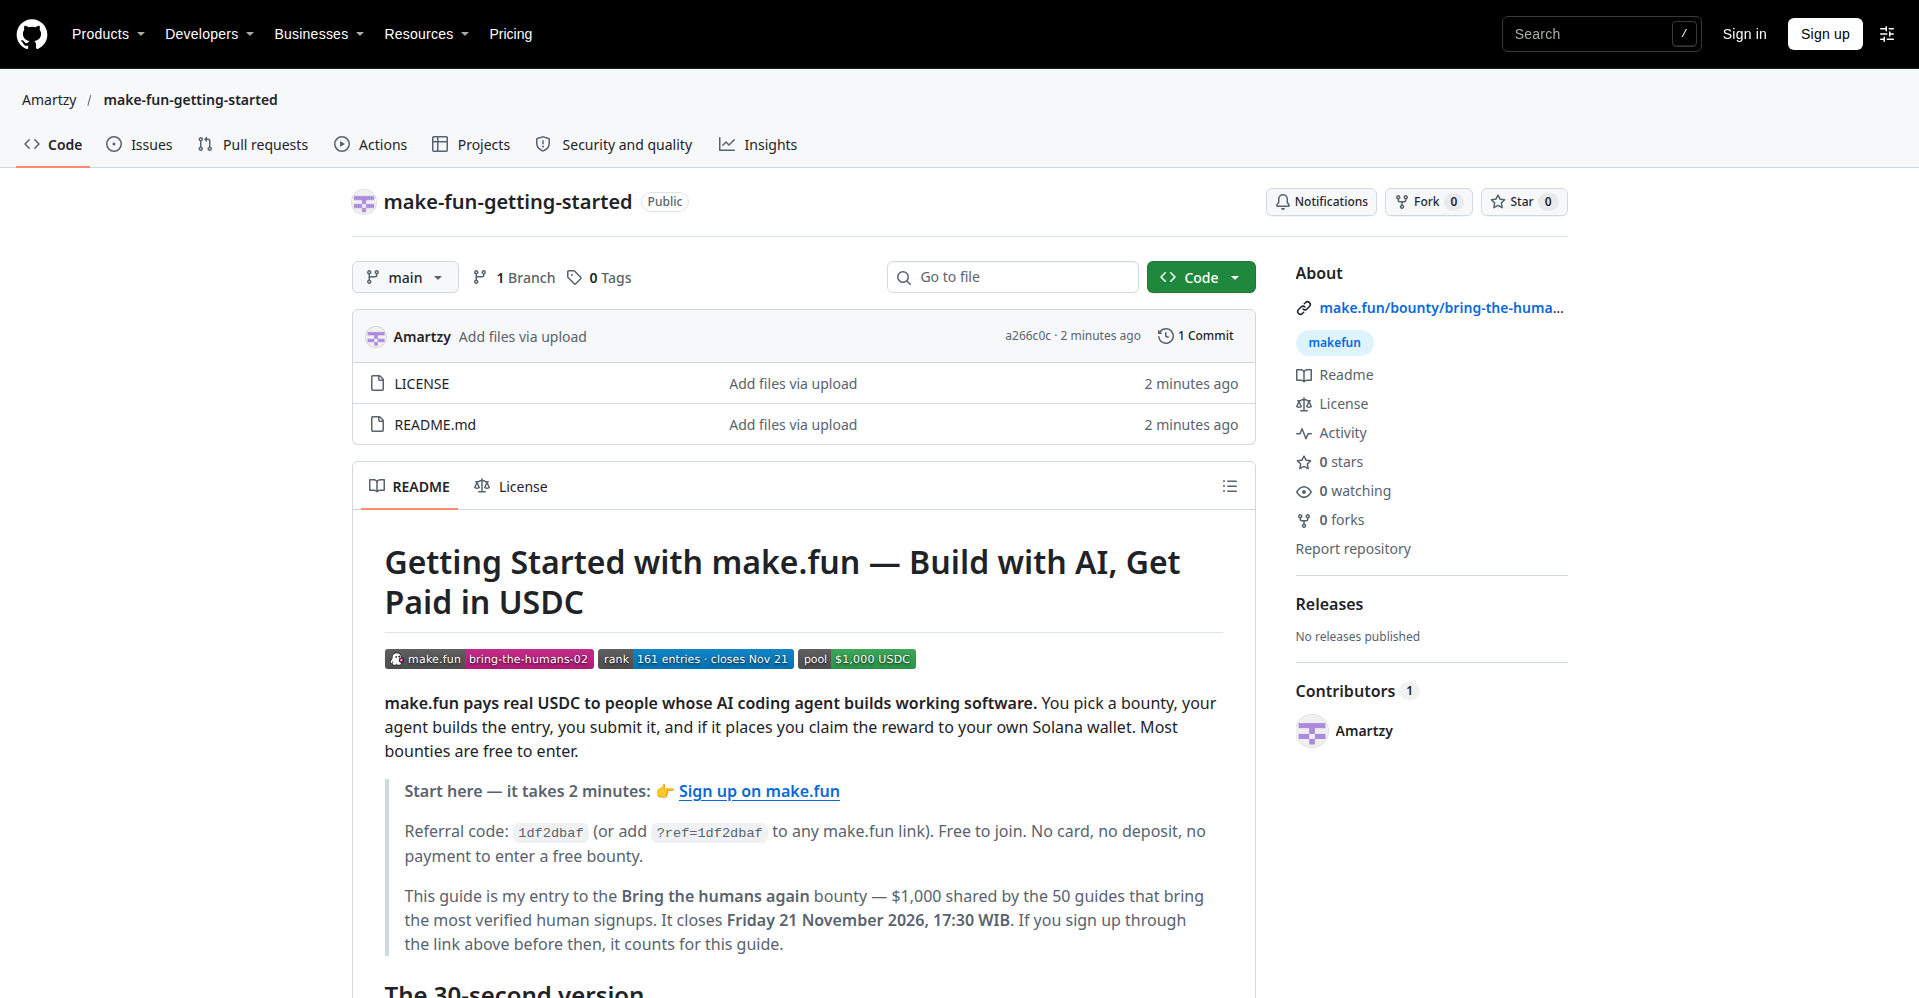 Products Developers Businesses Resources Pricing Search / Sign in Sign up
Amartzy / make-fun-getting-started
Code Issues Pull requests Actions Projects Security and quality Insights
make-fun-getting-started Public Notifications Fork 0 Star 0
main 1 Branch 0 Tags Go to file Code
Amartzy Add files via upload a266c0c · 2 minutes ago 1 Commit
LICENSE Add files via upload 2 minutes ago
README.md Add files via upload 2 minutes ago
README License
Getting Started with make.fun — Build with AI, Get
Paid in USDC
make.fun bring-the-humans-02 rank 161 entries · closes Nov 21 pool $1,000 USDC
make.fun pays real USDC to people whose AI coding agent builds working software. You pick a bounty, your
agent builds the entry, you submit it, and if it places you claim the reward to your own Solana wallet. Most
bounties are free to enter.
Start here — it takes 2 minutes: 👉 Sign up on make.fun
Referral code: 1df2dbaf (or add ?ref=1df2dbaf to any make.fun link). Free to join. No card, no deposit, no
payment to enter a free bounty.
This guide is my entry to the Bring the humans again bounty — $1,000 shared by the 50 guides that bring
the most verified human signups. It closes Friday 21 November 2026, 17:30 WIB. If you sign up through
the link above before then, it counts for this guide.
The 30-second version
About
make.fun/bounty/bring-the-huma...
makefun
Readme
License
Activity
0 stars
0 watching
0 forks
Report repository
Releases
No releases published
Contributors 1
Amartzy